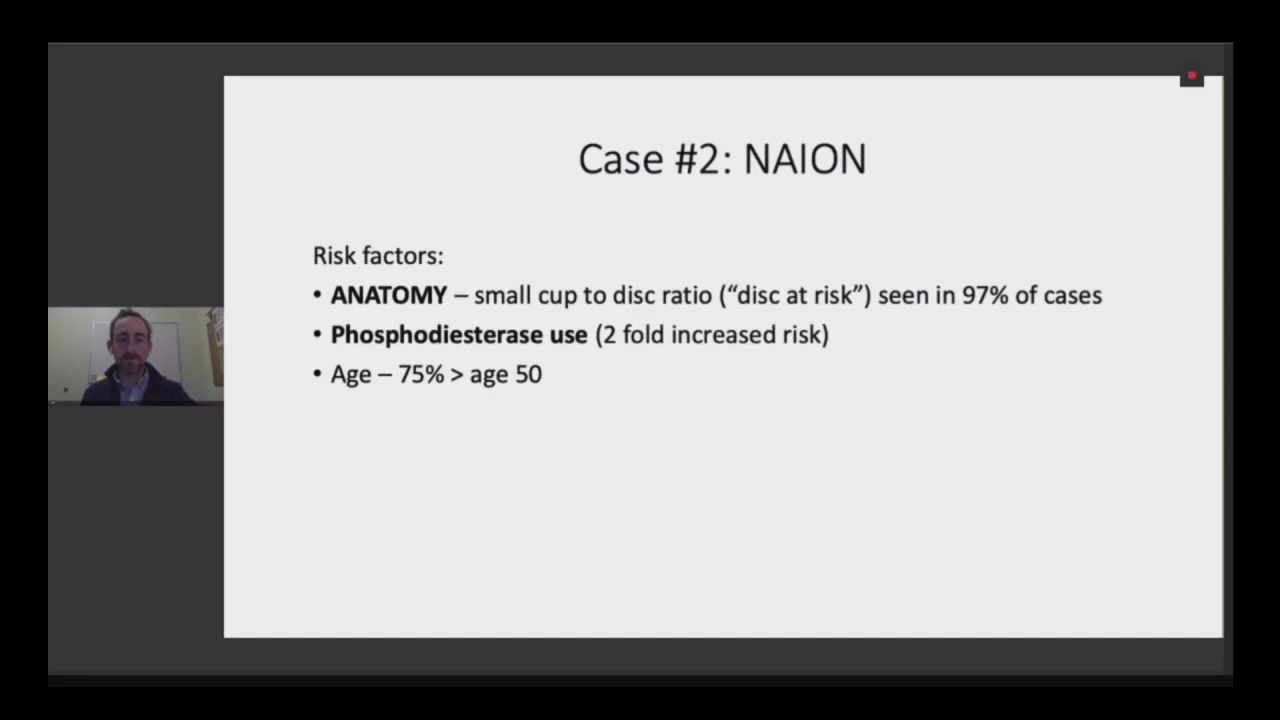 Case #2: NAION
Risk factors:
• ANATOMY – small cup to disc ratio (“disc at risk”) seen in 97% of cases
• Phosphodiesterase use (2 fold increased risk)
• Age – 75% > age 50